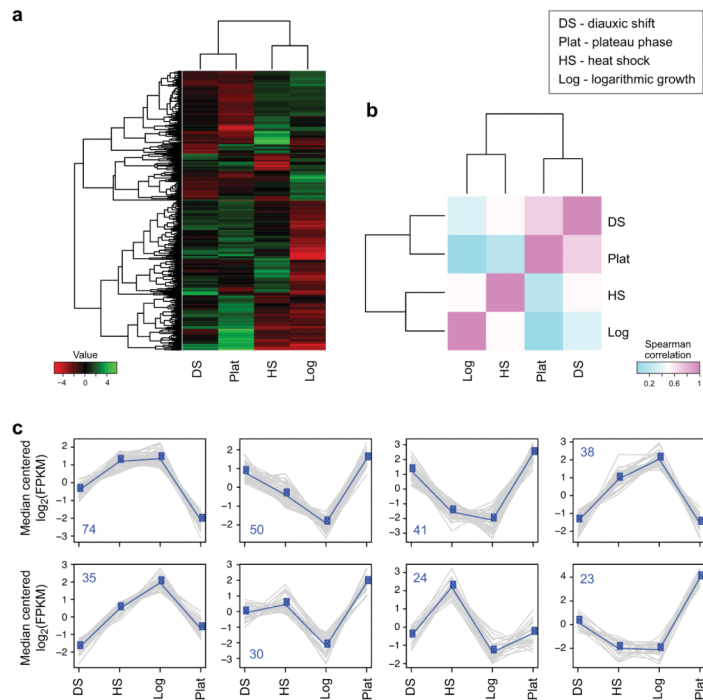 a
DS - diauxic shift
Plat - plateau phase
HS - heat shock
Log - logarithmic growth
b
DS
Plat
HS
Log
Value
-4 0 4
DS Plat HS Log
Log HS Plat DS
Spearman
correlation
0.2 0.6 1
c
Median centered
log2(FPKM)
2
1
0
-1
-2
-3
74
2
1
0
-1
-2
50
3
2
1
0
-1
-2
-3
41
3
2
1
0
-1
-2
38
Median centered
log2(FPKM)
3
2
1
0
-1
-2
35
3
2
1
0
-1
-2
-3
30
3
2
1
0
-1
-2
24
4
2
0
-2
23
DS HS Log Plat
DS HS Log Plat
DS HS Log Plat
DS HS Log Plat